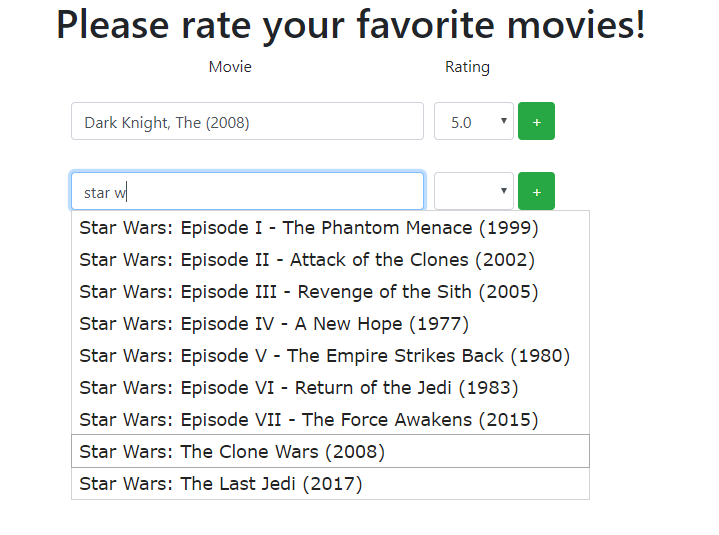 Please rate your favorite movies!
Movie Rating
Dark Knight, The (2008) 5.0 +
star w +
Star Wars: Episode I - The Phantom Menace (1999)
Star Wars: Episode II - Attack of the Clones (2002)
Star Wars: Episode III - Revenge of the Sith (2005)
Star Wars: Episode IV - A New Hope (1977)
Star Wars: Episode V - The Empire Strikes Back (1980)
Star Wars: Episode VI - Return of the Jedi (1983)
Star Wars: Episode VII - The Force Awakens (2015)
Star Wars: The Clone Wars (2008)
Star Wars: The Last Jedi (2017)